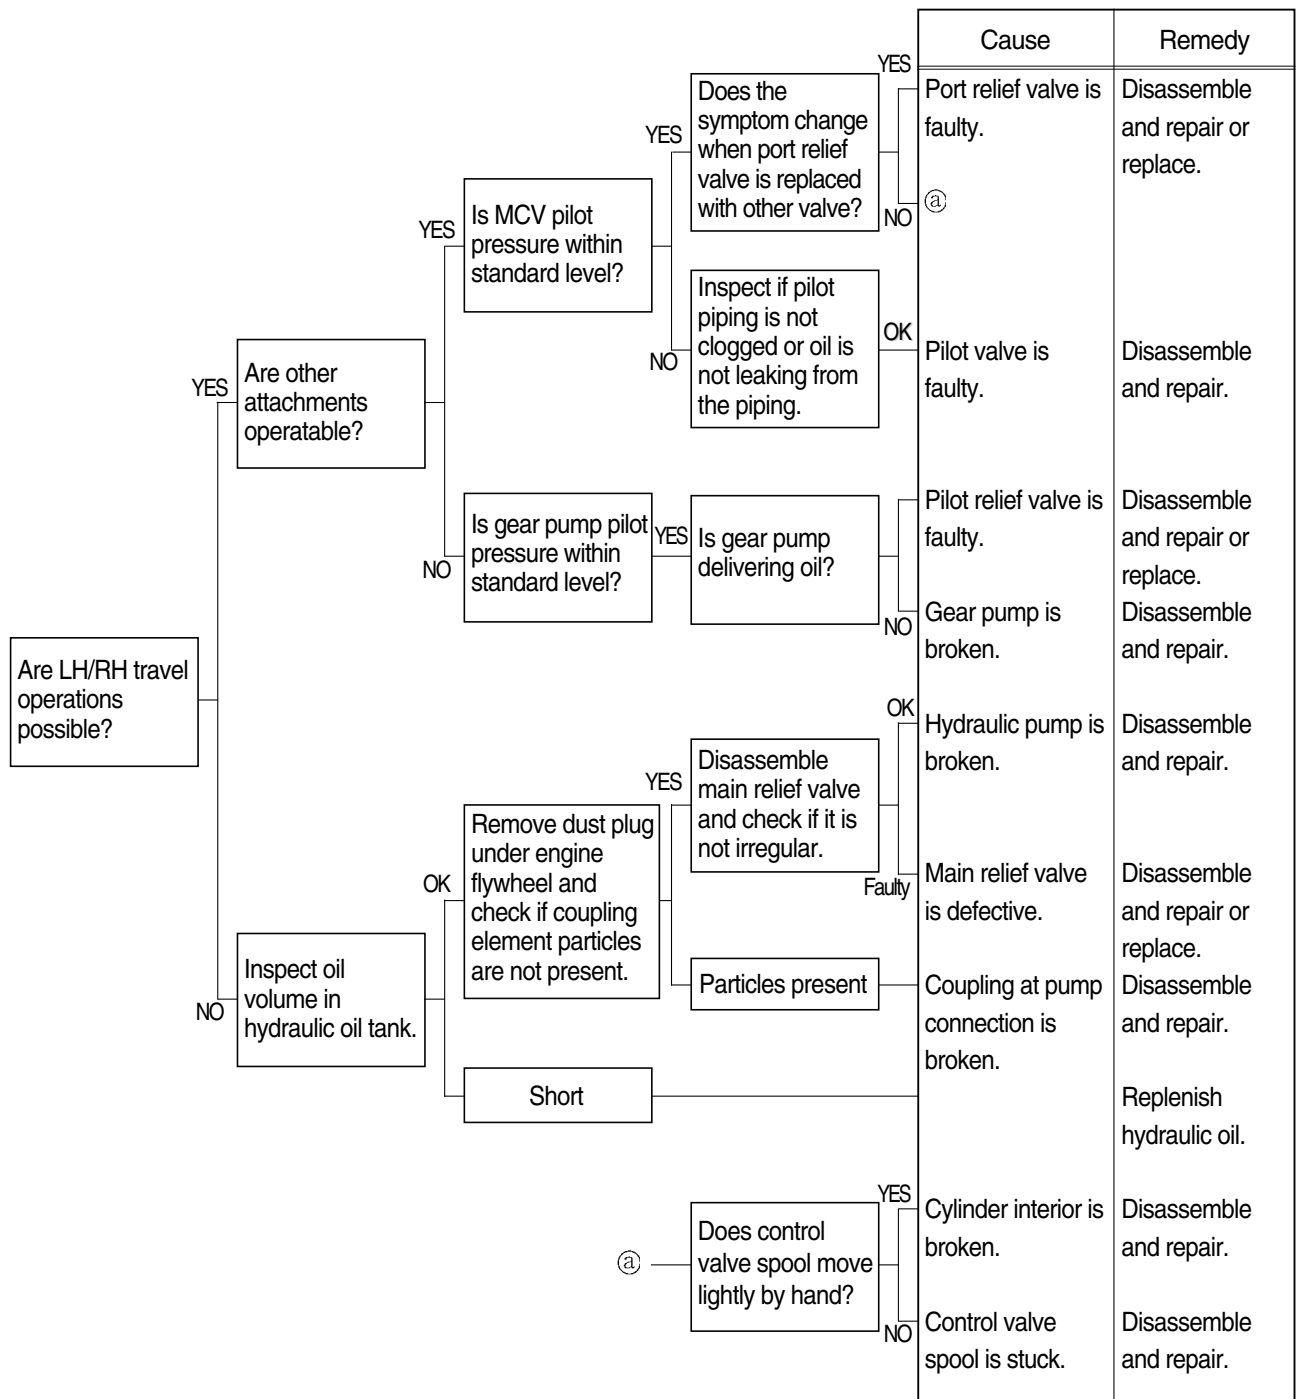 Cause
Remedy
YES
Does the
symptom change
when port relief
valve is replaced
with other valve?
Port relief valve is
faulty.
Disassemble
and repair or
replace.
NO
ⓐ
YES
Is MCV pilot
pressure within
standard level?
YES
NO
Inspect if pilot
piping is not
clogged or oil is
not leaking from
the piping.
OK
Pilot valve is
faulty.
Disassemble
and repair.
YES
Are other
attachments
operatable?
NO
Is gear pump pilot
pressure within
standard level?
YES
Is gear pump
delivering oil?
Pilot relief valve is
faulty.
Disassemble
and repair or
replace.
NO
Gear pump is
broken.
Disassemble
and repair.
Are LH/RH travel
operations
possible?
OK
Hydraulic pump is
broken.
Disassemble
and repair.
YES
Disassemble
main relief valve
and check if it is
not irregular.
Faulty
Main relief valve
is defective.
Disassemble
and repair or
replace.
OK
Remove dust plug
under engine
flywheel and
check if coupling
element particles
are not present.
Particles present
Coupling at pump
connection is
broken.
Disassemble
and repair.
NO
Inspect oil
volume in
hydraulic oil tank.
Short
Replenish
hydraulic oil.
ⓐ
Does control
valve spool move
lightly by hand?
YES
Cylinder interior is
broken.
Disassemble
and repair.
NO
Control valve
spool is stuck.
Disassemble
and repair.